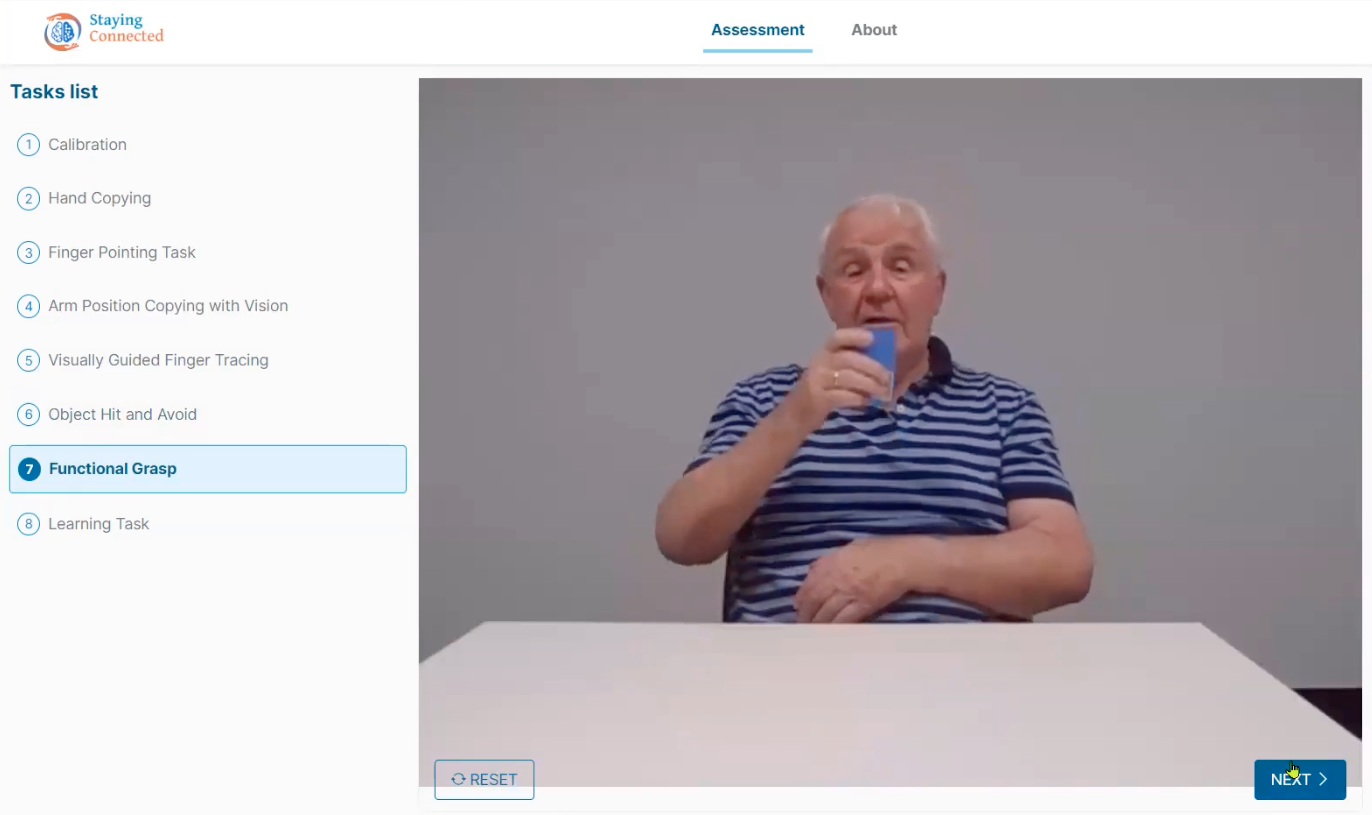 Staying
Connected
Assessment
About
Tasks list
1 Calibration
2 Hand Copying
3 Finger Pointing Task
4 Arm Position Copying with Vision
5 Visually Guided Finger Tracing
6 Object Hit and Avoid
7 Functional Grasp
8 Learning Task
RESET
NEXT